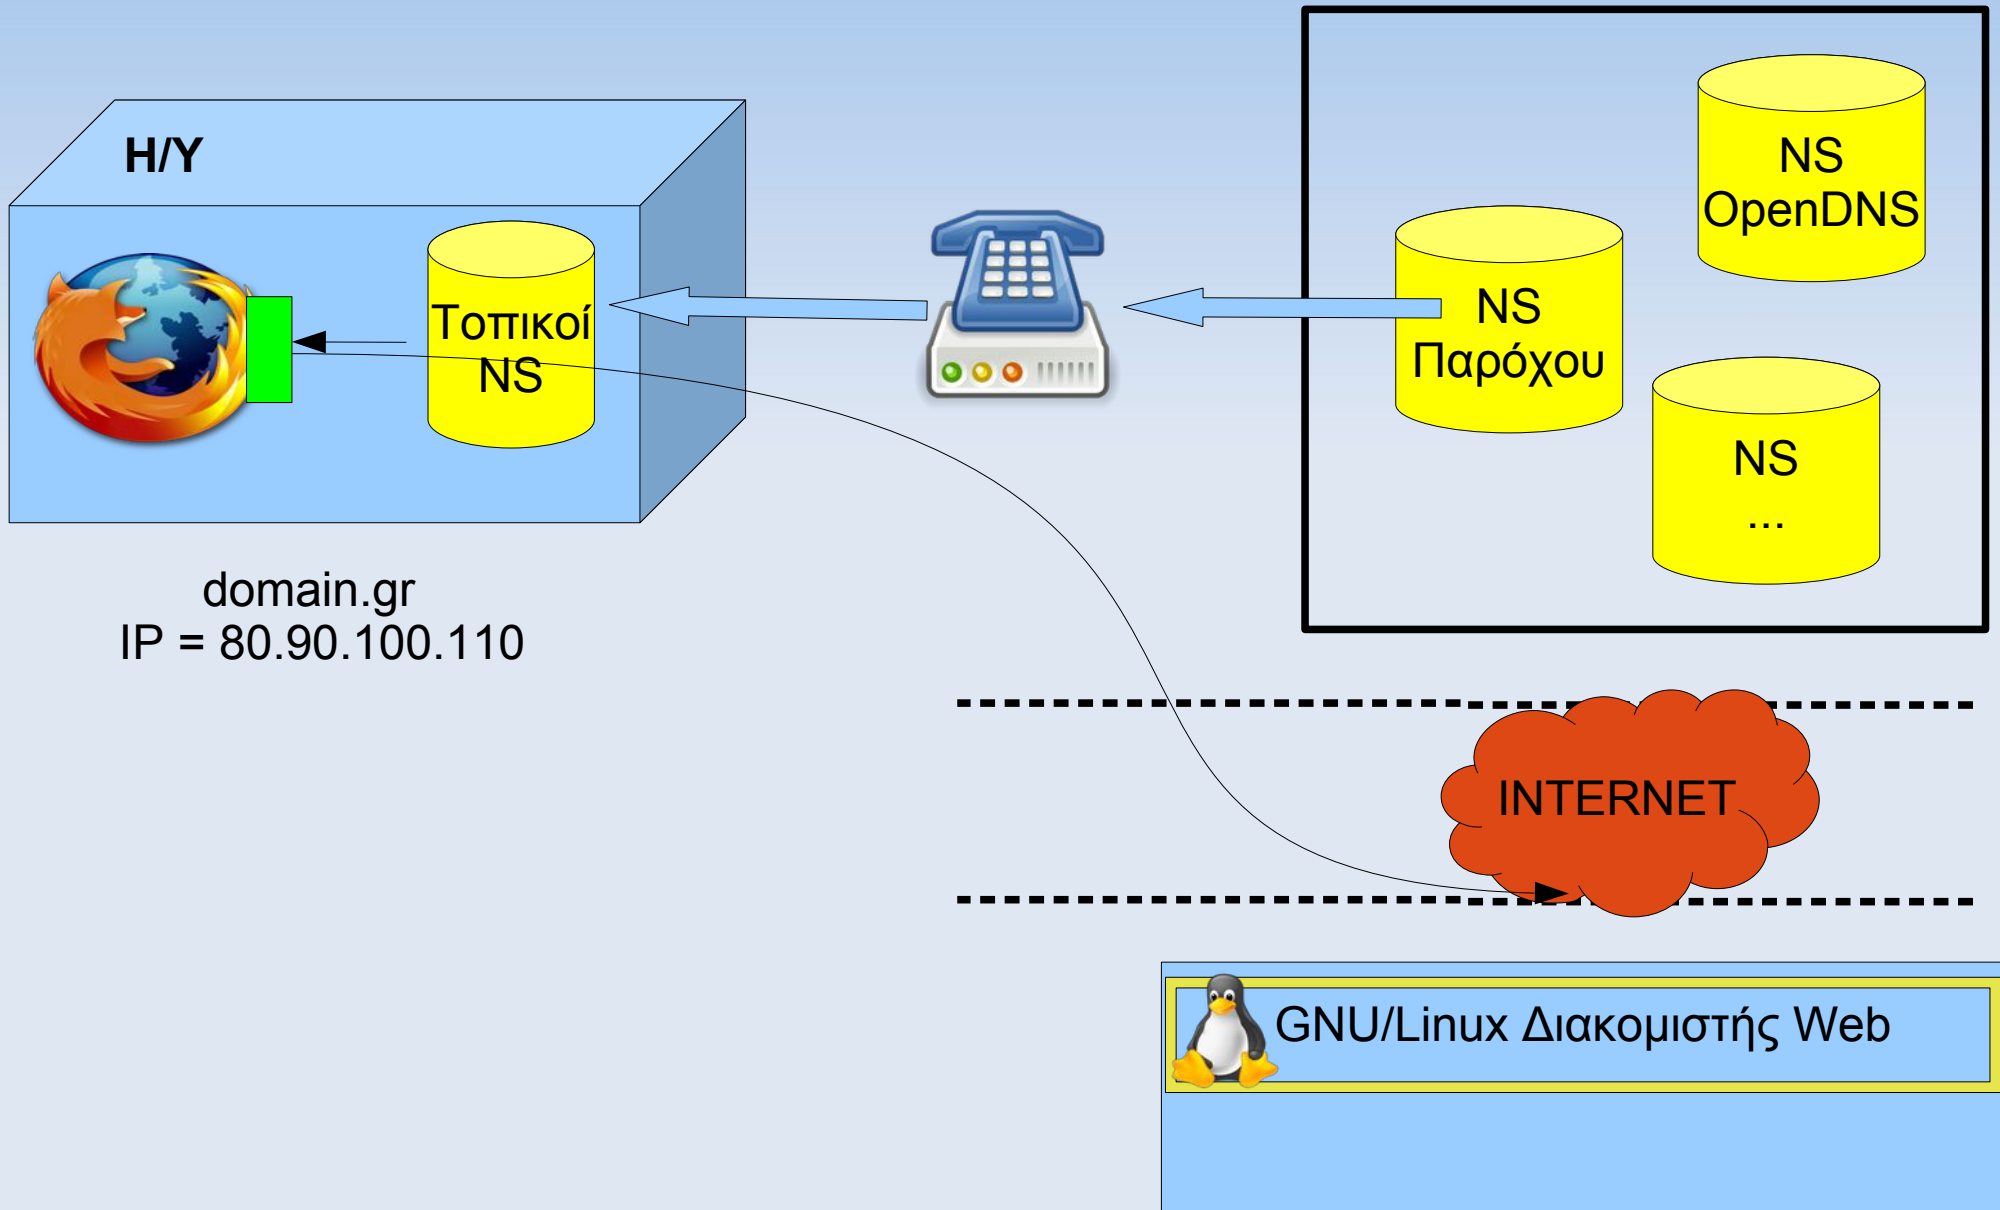 Η/Υ
Τοπικοί
NS
NS
OpenDNS
NS
Παρόχου
NS
...
domain.gr
IP = 80.90.100.110
INTERNET
GNU/Linux Διακομιστής Web